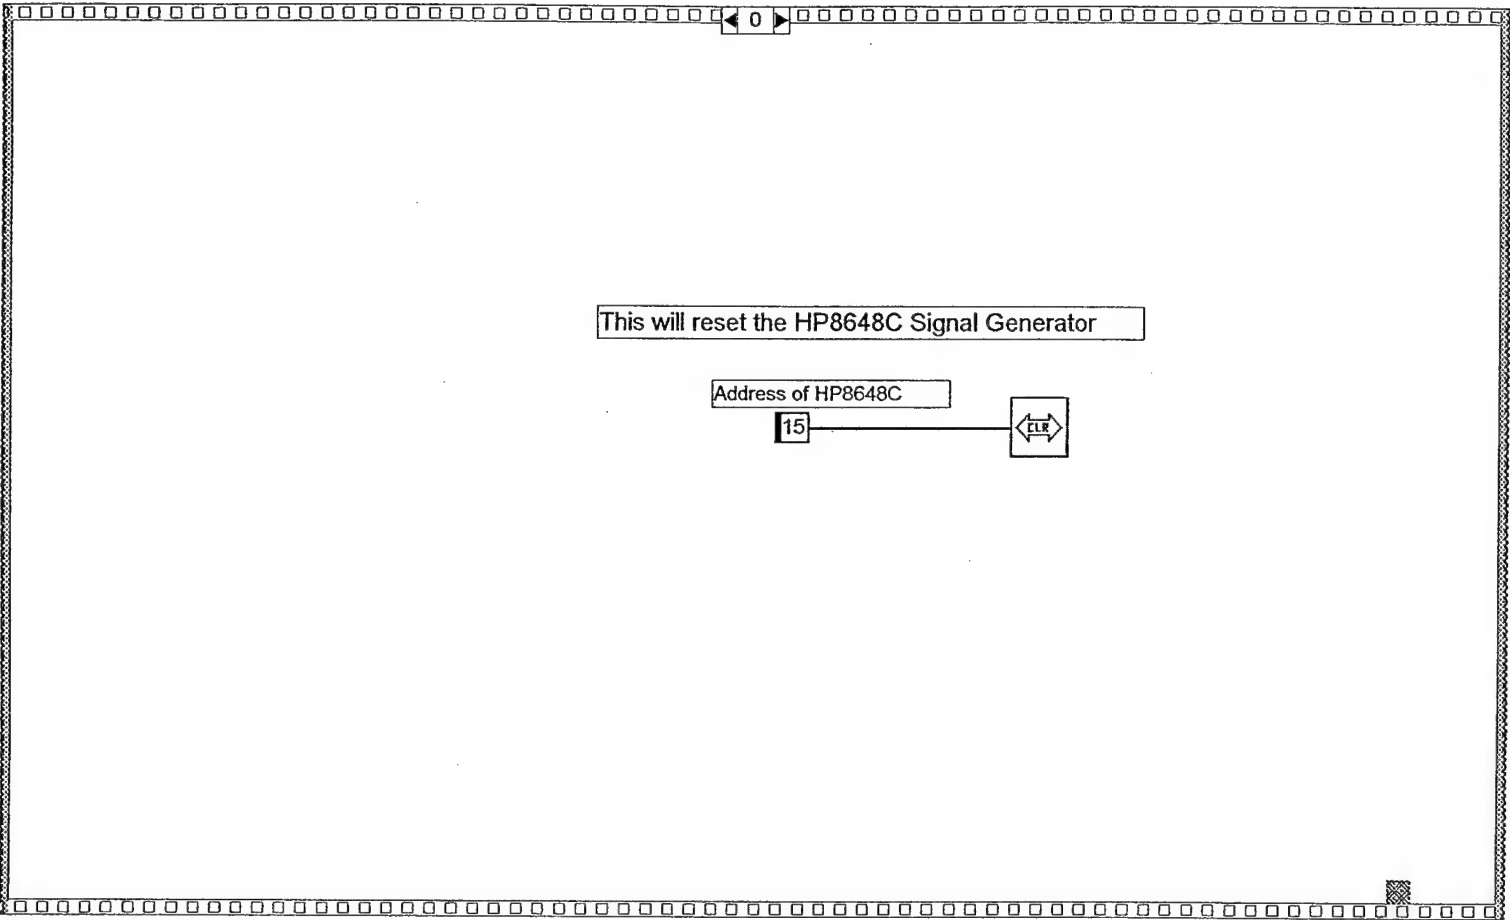 0
This will reset the HP8648C Signal Generator
Address of HP8648C
15
CLR